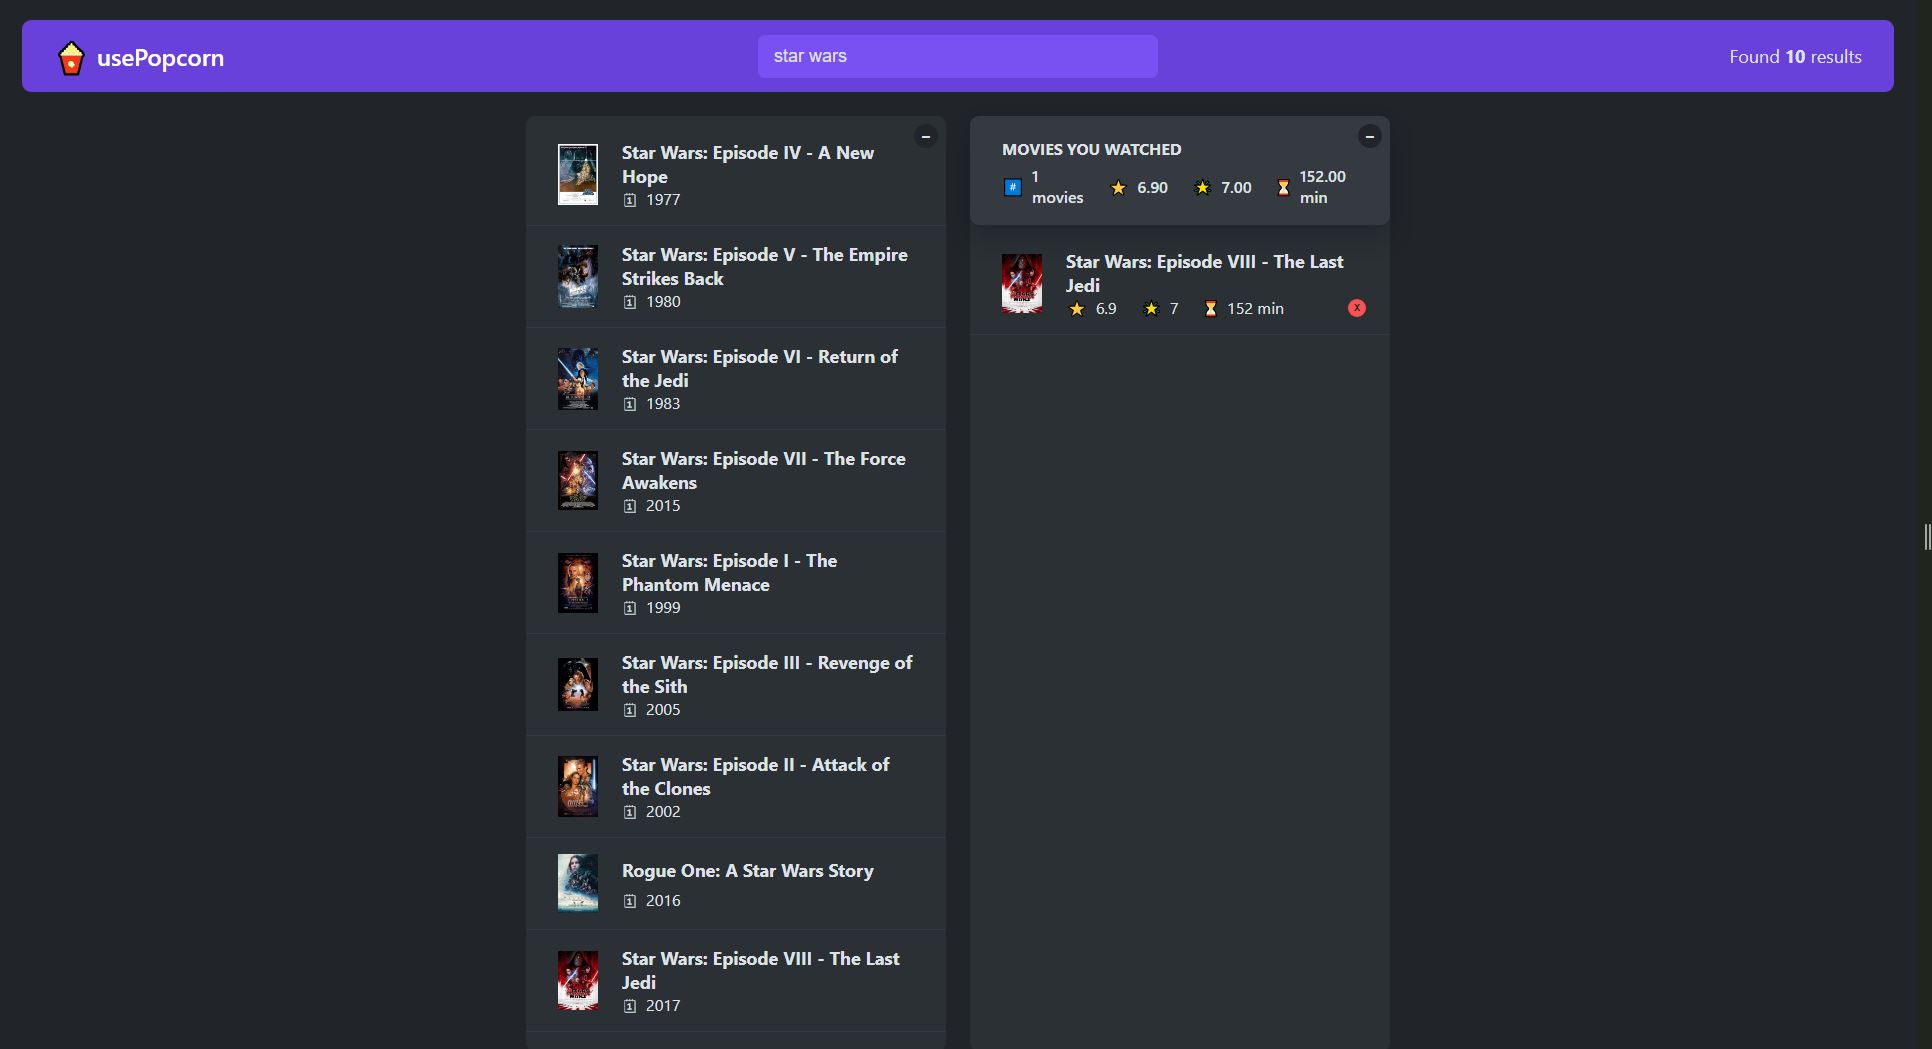 usePopcorn
star wars
Found 10 results
Star Wars: Episode IV - A New
Hope
1977
Star Wars: Episode V - The Empire
Strikes Back
1980
Star Wars: Episode VI - Return of
the Jedi
1983
Star Wars: Episode VII - The Force
Awakens
2015
Star Wars: Episode I - The
Phantom Menace
1999
Star Wars: Episode III - Revenge of
the Sith
2005
Star Wars: Episode II - Attack of
the Clones
2002
Rogue One: A Star Wars Story
2016
Star Wars: Episode VIII - The Last
Jedi
2017
MOVIES YOU WATCHED
1
movies
6.90
7.00
152.00
min
Star Wars: Episode VIII - The Last
Jedi
6.9 7 152 min X